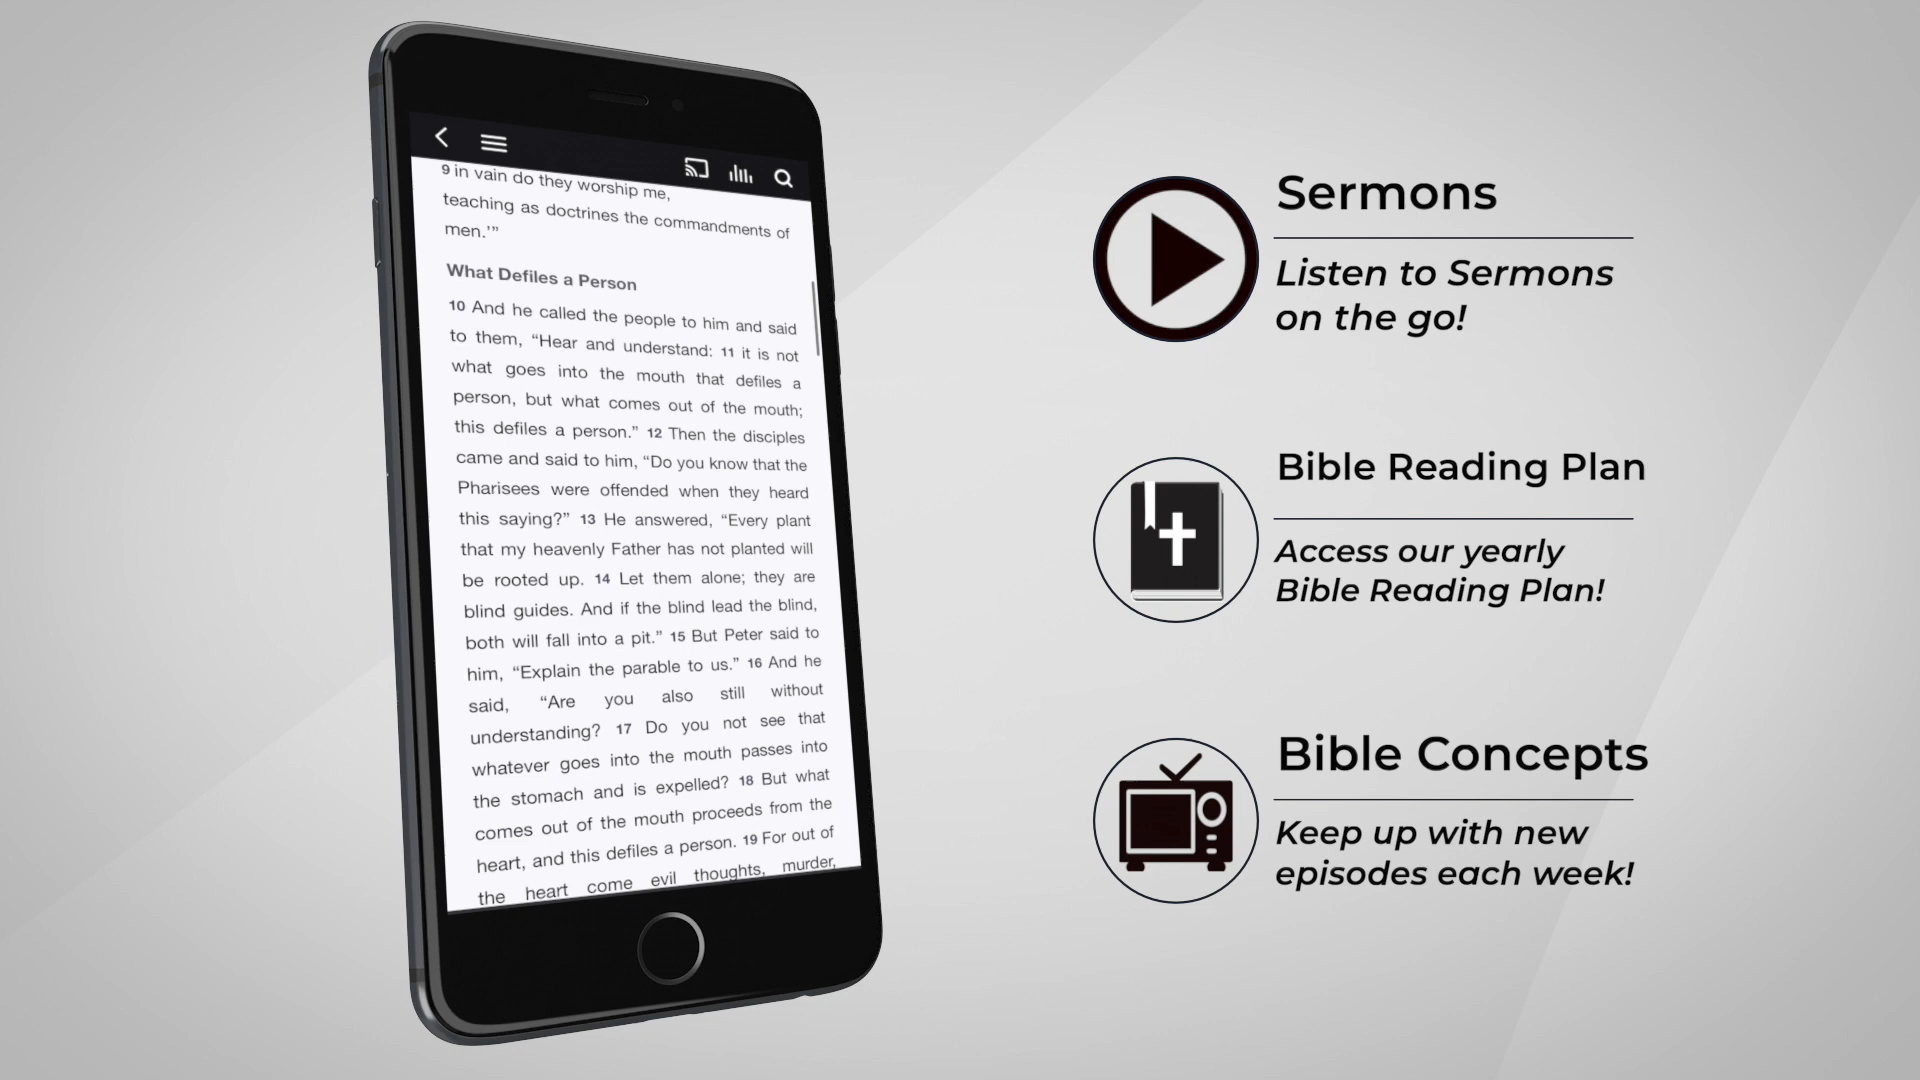 9 in vain do they worship me,
teaching as doctrines the commandments of
men.’”
What Defiles a Person
10 And he called the people to him and said
to them, “Hear and understand: 11 it is not
what goes into the mouth that defiles a
person, but what comes out of the mouth;
this defiles a person.” 12 Then the disciples
came and said to him, “Do you know that the
Pharisees were offended when they heard
this saying?” 13 He answered, “Every plant
that my heavenly Father has not planted will
be rooted up. 14 Let them alone; they are
blind guides. And if the blind lead the blind,
both will fall into a pit.” 15 But Peter said to
him, “Explain the parable to us.” 16 And he
said, “Are you also still without
understanding? 17 Do you not see that
whatever goes into the mouth passes into
the stomach and is expelled? 18 But what
comes out of the mouth proceeds from the
heart, and this defiles a person. 19 For out of
the heart come evil thoughts, murder,
Sermons
Listen to Sermons
on the go!
Bible Reading Plan
Access our yearly
Bible Reading Plan!
Bible Concepts
Keep up with new
episodes each week!